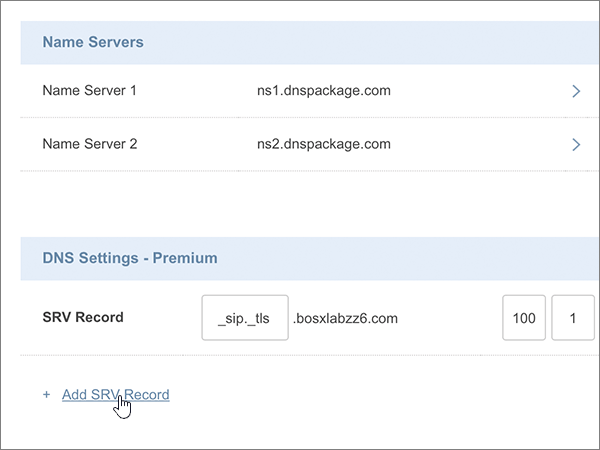 Name Servers
Name Server 1 ns1.dnspackage.com
Name Server 2 ns2.dnspackage.com
DNS Settings - Premium
SRV Record _sip._tls .bosxlabzz6.com 100 1
+ Add SRV Record